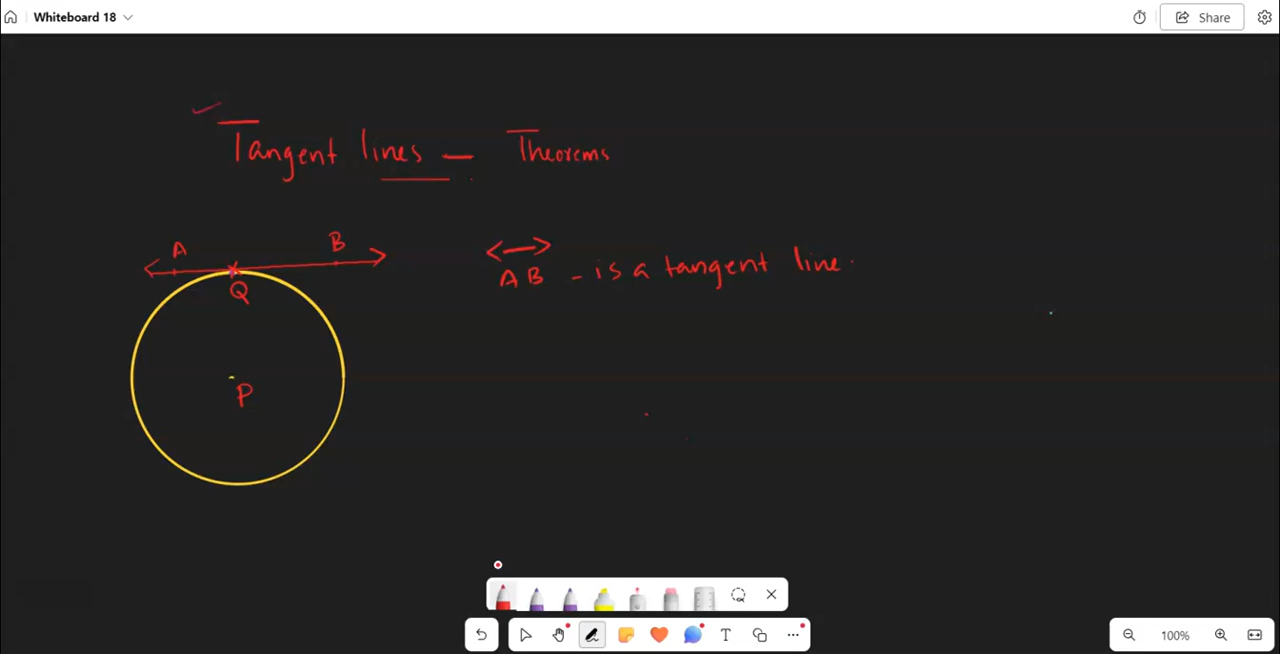 Whiteboard 18
Share
Tangent lines - Theorems
A
B
Q
P
AB - is a tangent line.
T
100%